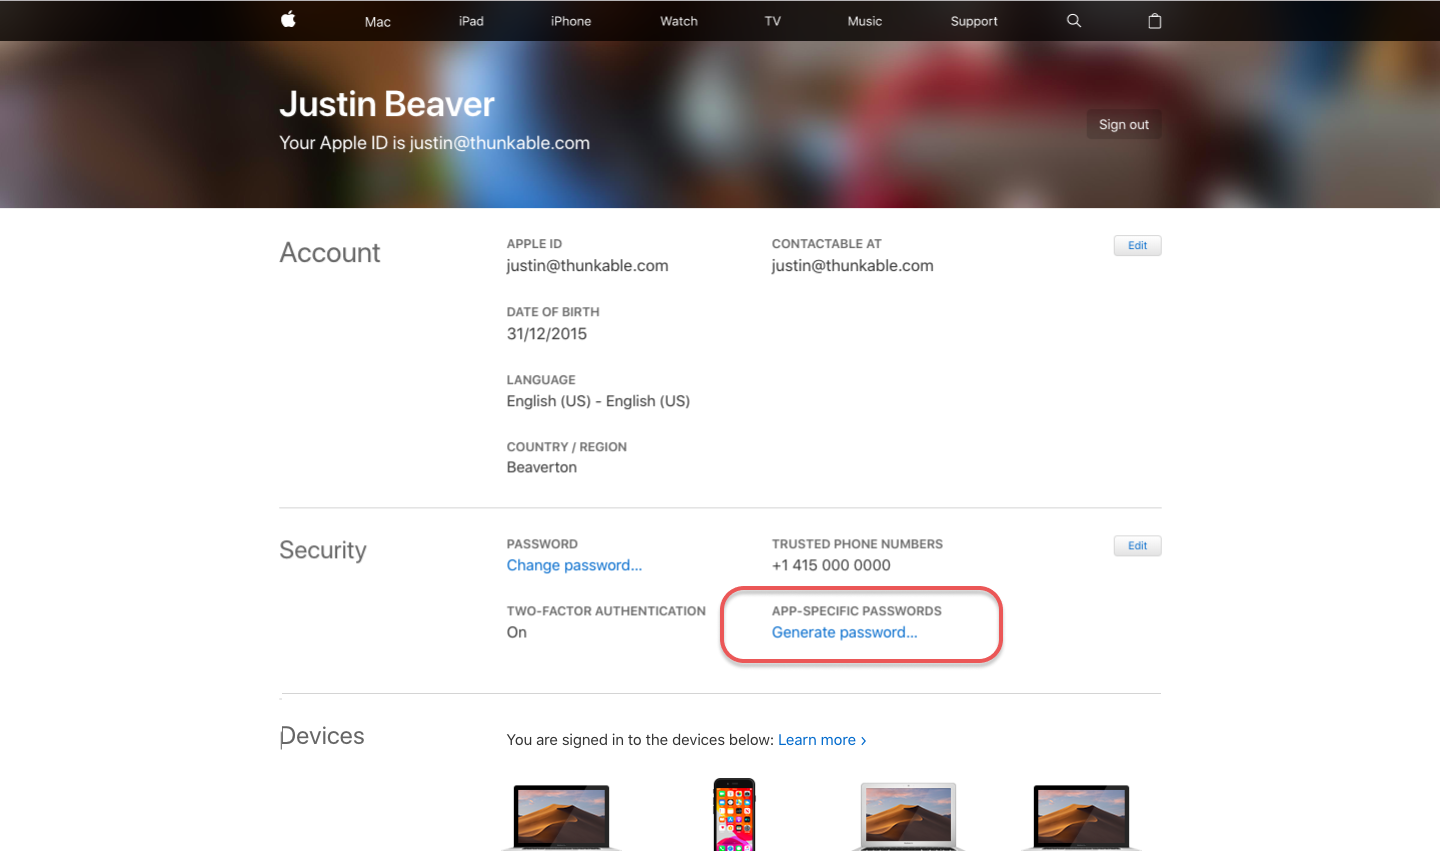 Mac iPad iPhone Watch TV Music Support
Justin Beaver
Your Apple ID is justin@thunkable.com
Sign out
Account
APPLE ID
justin@thunkable.com
CONTACTABLE AT
justin@thunkable.com
Edit
DATE OF BIRTH
31/12/2015
LANGUAGE
English (US) - English (US)
COUNTRY / REGION
Beaverton
Security
PASSWORD
Change password...
TRUSTED PHONE NUMBERS
+1 415 000 0000
Edit
TWO-FACTOR AUTHENTICATION
On
APP-SPECIFIC PASSWORDS
Generate password...
Devices
You are signed in to the devices below: Learn more ›